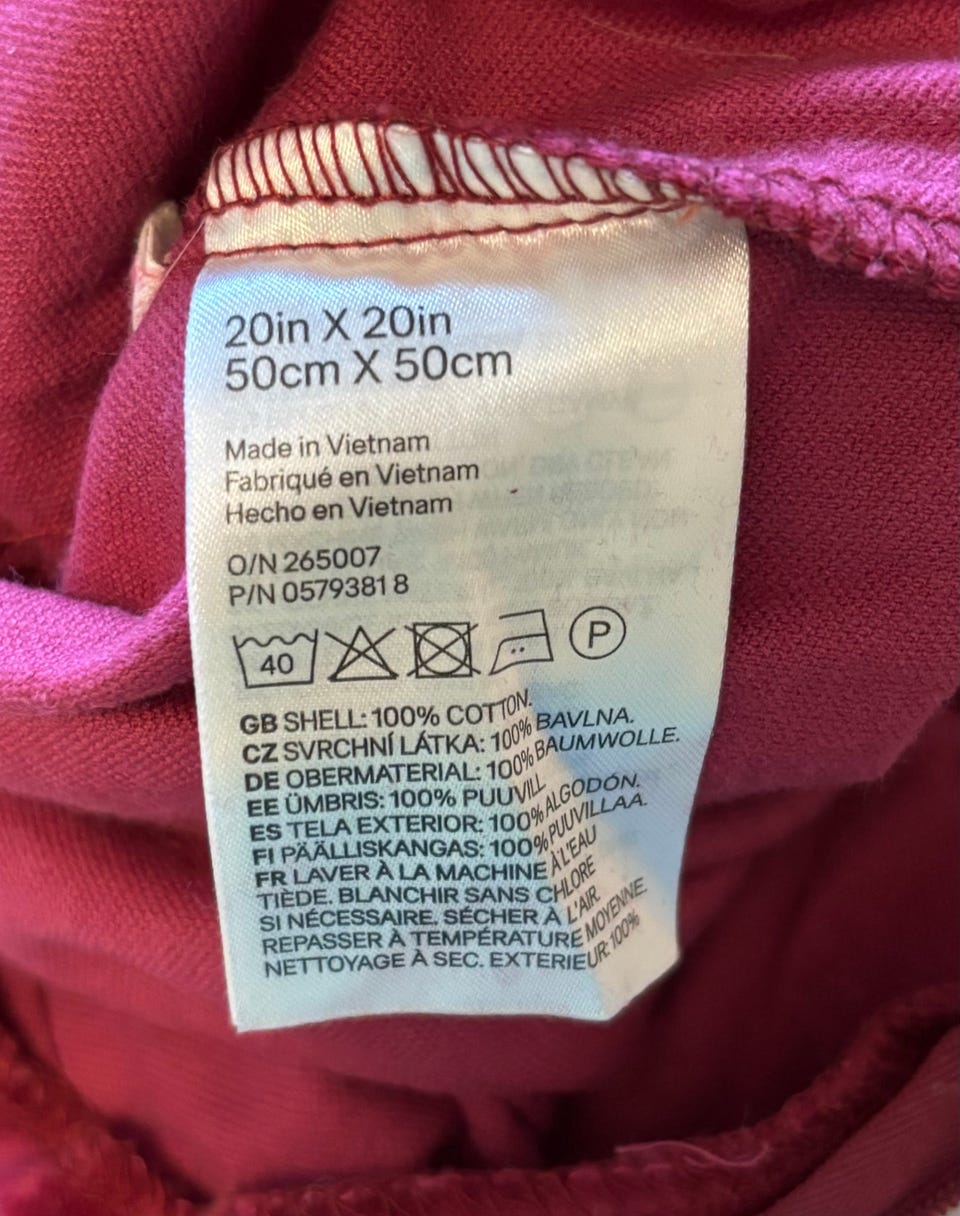 20in X 20in
50cm X 50cm
Made in Vietnam
Fabriqué en Vietnam
Hecho en Vietnam
O/N 265007
P/N 0579381 8
40
P
GB SHELL: 100% COTTON.
CZ SVRCHNÍ LÁTKA: 100% BAVLNA.
DE OBERMATERIAL: 100% BAUMWOLLE.
EE ÜMBRIS: 100% PUUVILL
ES TELA EXTERIOR: 100% ALGODÓN.
FI PÄÄLLISKANGAS: 100% PUUVILLAA.
FR LAVER À LA MACHINE À L'EAU
TIÈDE. BLANCHIR SANS CHLORE
SI NÉCESSAIRE. SÉCHER À L'AIR
REPASSER À TEMPÉRATURE MOYENNE.
NETTOYAGE À SEC. EXTERIEUR: 100%